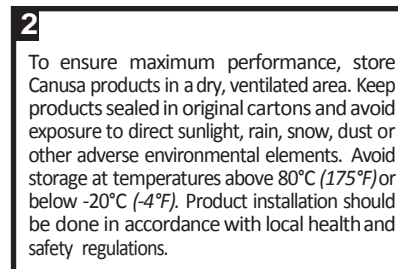 2
To ensure maximum performance, store
Canusa products in a dry, ventilated area. Keep
products sealed in original cartons and avoid
exposure to direct sunlight, rain, snow, dust or
other adverse environmental elements. Avoid
storage at temperatures above 80°C (175°F) or
below -20°C (-4°F). Product installation should
be done in accordance with local health and
safety regulations.